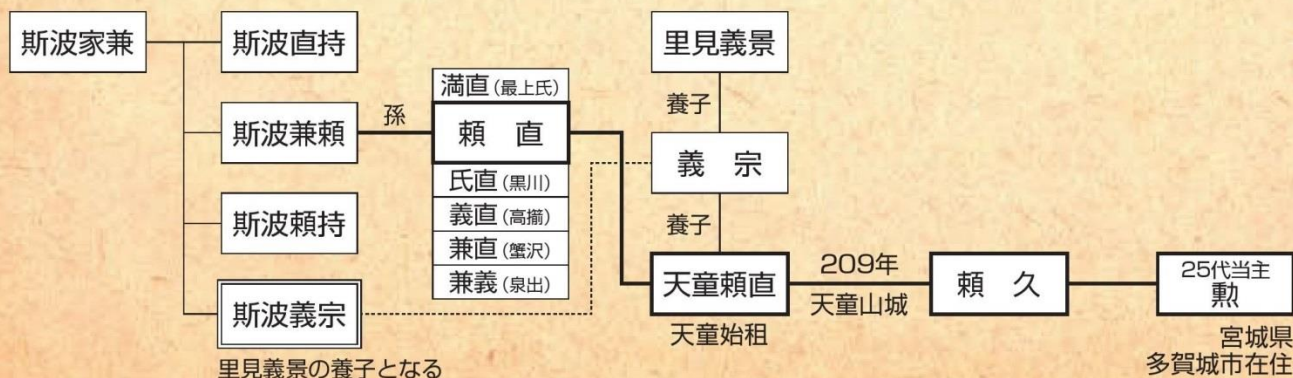 斯波家兼
斯波直持
斯波兼頼
斯波頼持
斯波義宗
里見義景の養子となる
孫
満直(最上氏)
頼 直
氏直(黒川)
義直(高擶)
兼直(蟹沢)
兼義(泉出)
里見義景
養子
義 宗
養子
天童頼直
天童始祖
209年
天童山城
頼 久
25代当主
勲
宮城県
多賀城市在住